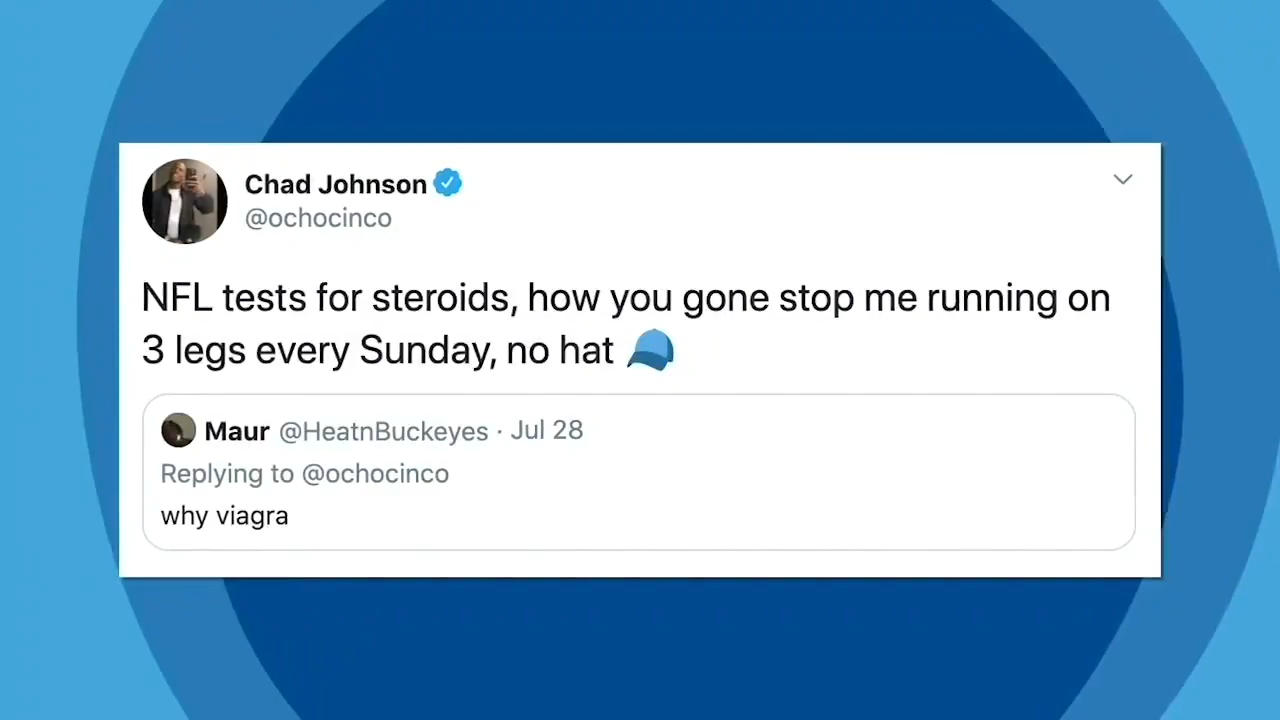 Chad Johnson
@ochocinco
NFL tests for steroids, how you gone stop me running on
3 legs every Sunday, no hat 🧢
Maur @HeatnBuckeyes · Jul 28
Replying to @ochocinco
why viagra